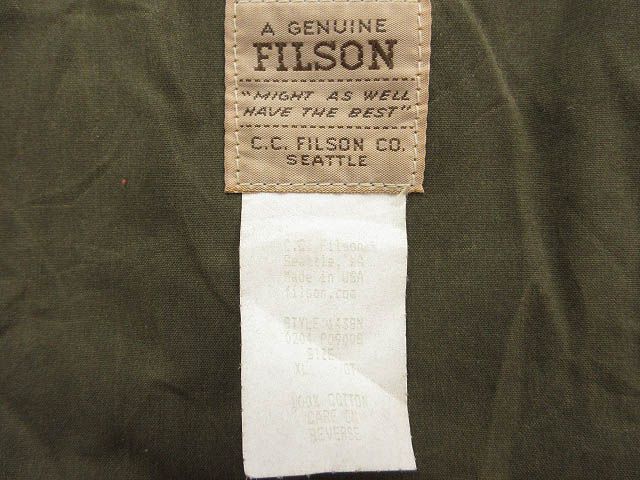 A GENUINE
FILSON
"MIGHT AS WELL
HAVE THE BEST"
C.C. FILSON CO.
SEATTLE
C.C. Filson
Seattle, WA
Made in USA
filson.com
STYLE
SIZE
XL
100% COTTON
CARE ON
REVERSE